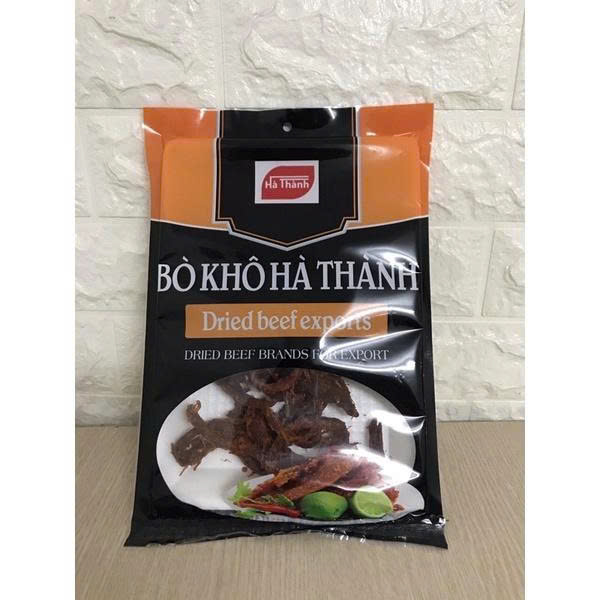 Hà Thành
BÒ KHÔ HÀ THÀNH
Dried beef exports
DRIED BEEF BRANDS FOR EXPORT